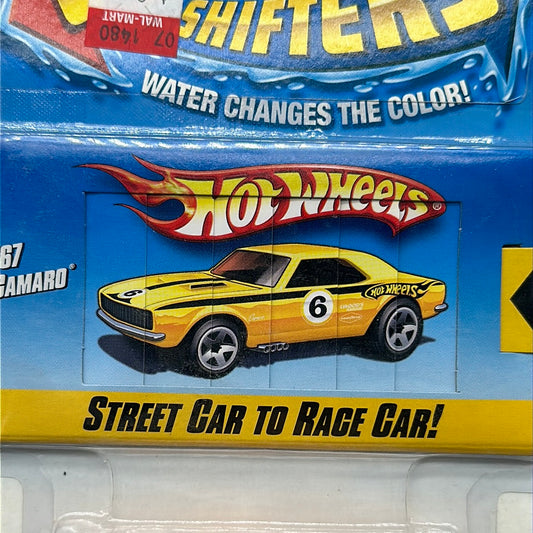 SHIFTERS
07 1480
WAL-MART
WATER CHANGES THE COLOR!
HOT WHEELS®
67
CAMARO®
6
6
HOT WHEELS
STREET CAR TO RACE CAR!